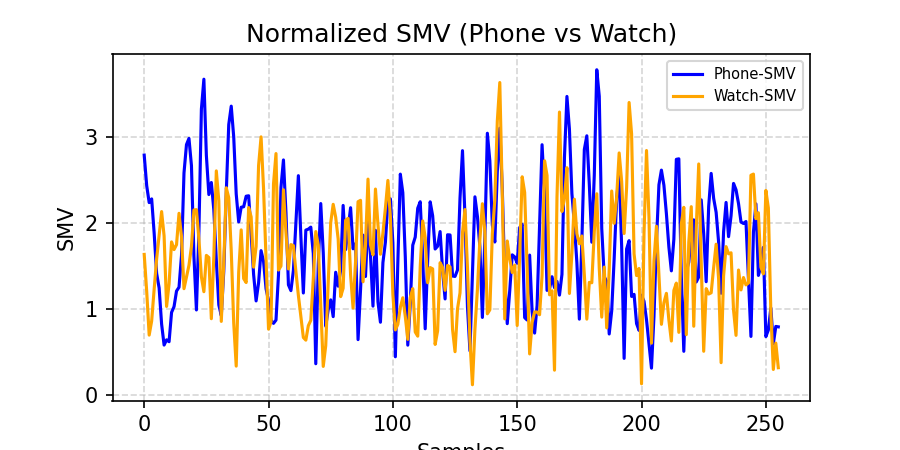 Normalized SMV (Phone vs Watch)
Phone-SMV
Watch-SMV
SMV
3
2
1
0
0 50 100 150 200 250
Samples